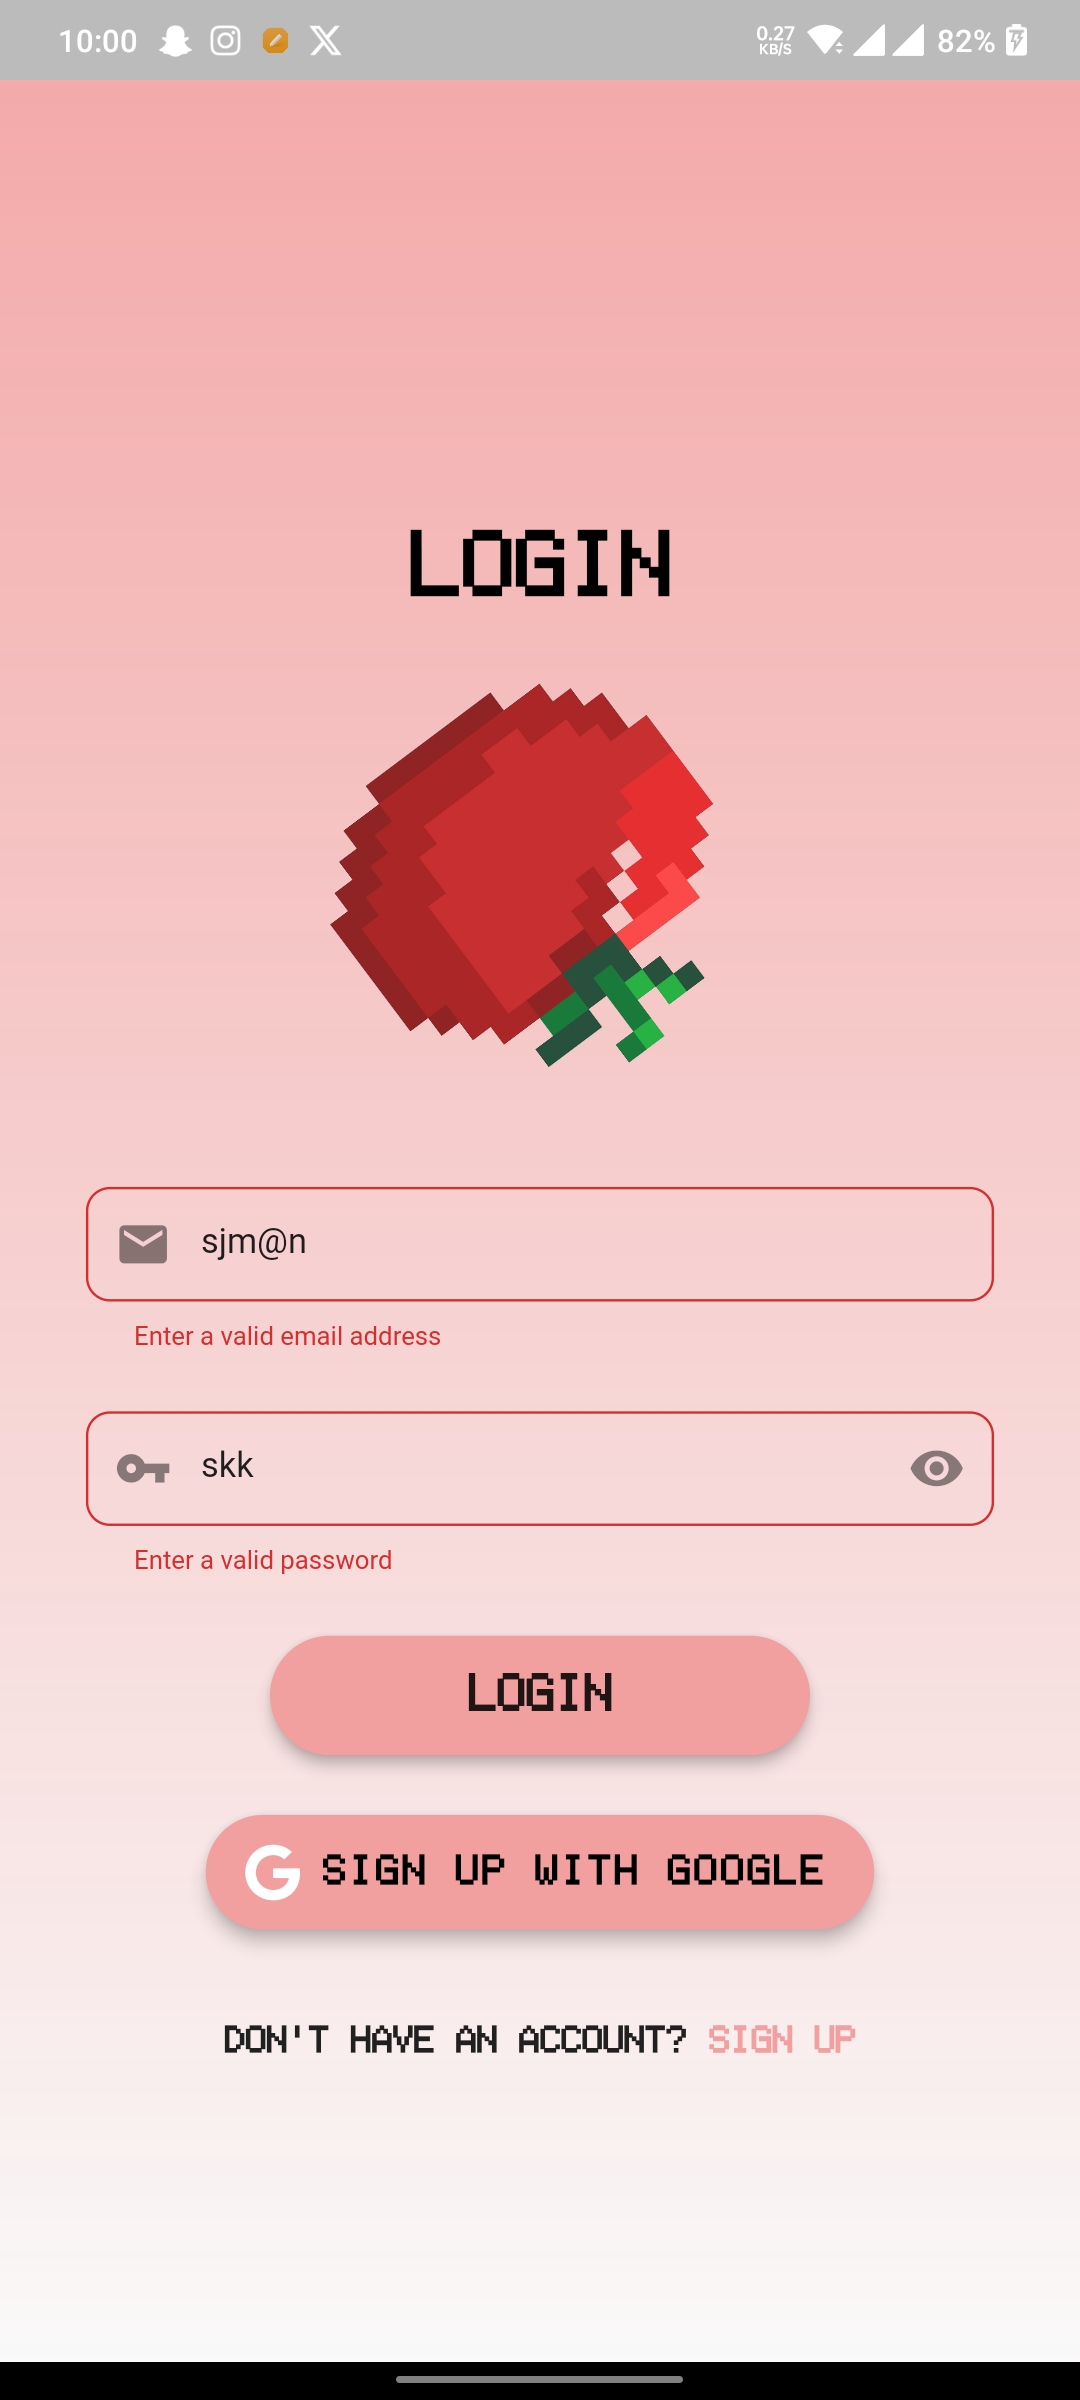 10:00 0.27 KB/S 82%
LOGIN
sjm@n
Enter a valid email address
skk
Enter a valid password
LOGIN
SIGN UP WITH GOOGLE
DON'T HAVE AN ACCOUNT? SIGN UP